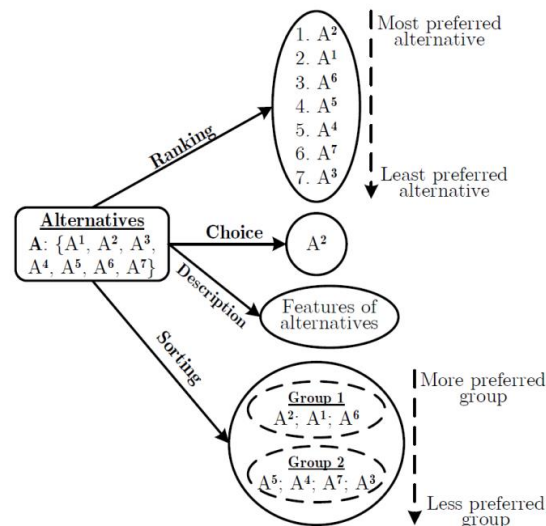 1. A²
2. A¹
3. A⁶
4. A⁵
5. A⁴
6. A⁷
7. A³
Most preferred
alternative
Least preferred
alternative
Ranking
Alternatives
A: {A¹, A², A³,
A⁴, A⁵, A⁶, A⁷}
Choice
A²
Description
Features of
alternatives
Sorting
Group 1
A²; A¹; A⁶
Group 2
A⁵; A⁴; A⁷; A³
More preferred
group
Less preferred
group